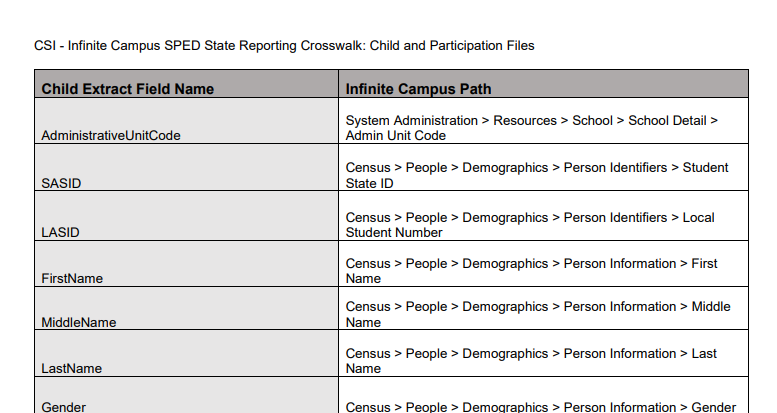 CSI - Infinite Campus SPED State Reporting Crosswalk: Child and Participation Files
Child Extract Field Name
Infinite Campus Path
AdministrativeUnitCode
System Administration > Resources > School > School Detail >
Admin Unit Code
SASID
Census > People > Demographics > Person Identifiers > Student
State ID
LASID
Census > People > Demographics > Person Identifiers > Local
Student Number
FirstName
Census > People > Demographics > Person Information > First
Name
MiddleName
Census > People > Demographics > Person Information > Middle
Name
LastName
Census > People > Demographics > Person Information > Last
Name
Gender
Census > People > Demographics > Person Information > Gender